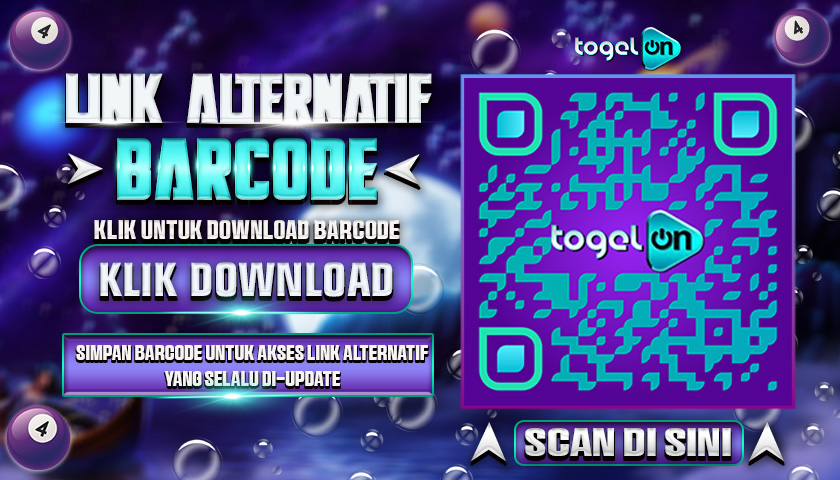 4
4
togel on
LINK ALTERNATIF
BARCODE
KLIK UNTUK DOWNLOAD BARCODE
KLIK DOWNLOAD
SIMPAN BARCODE UNTUK AKSES LINK ALTERNATIF
YANG SELALU DI-UPDATE
togel on
4
SCAN DI SINI